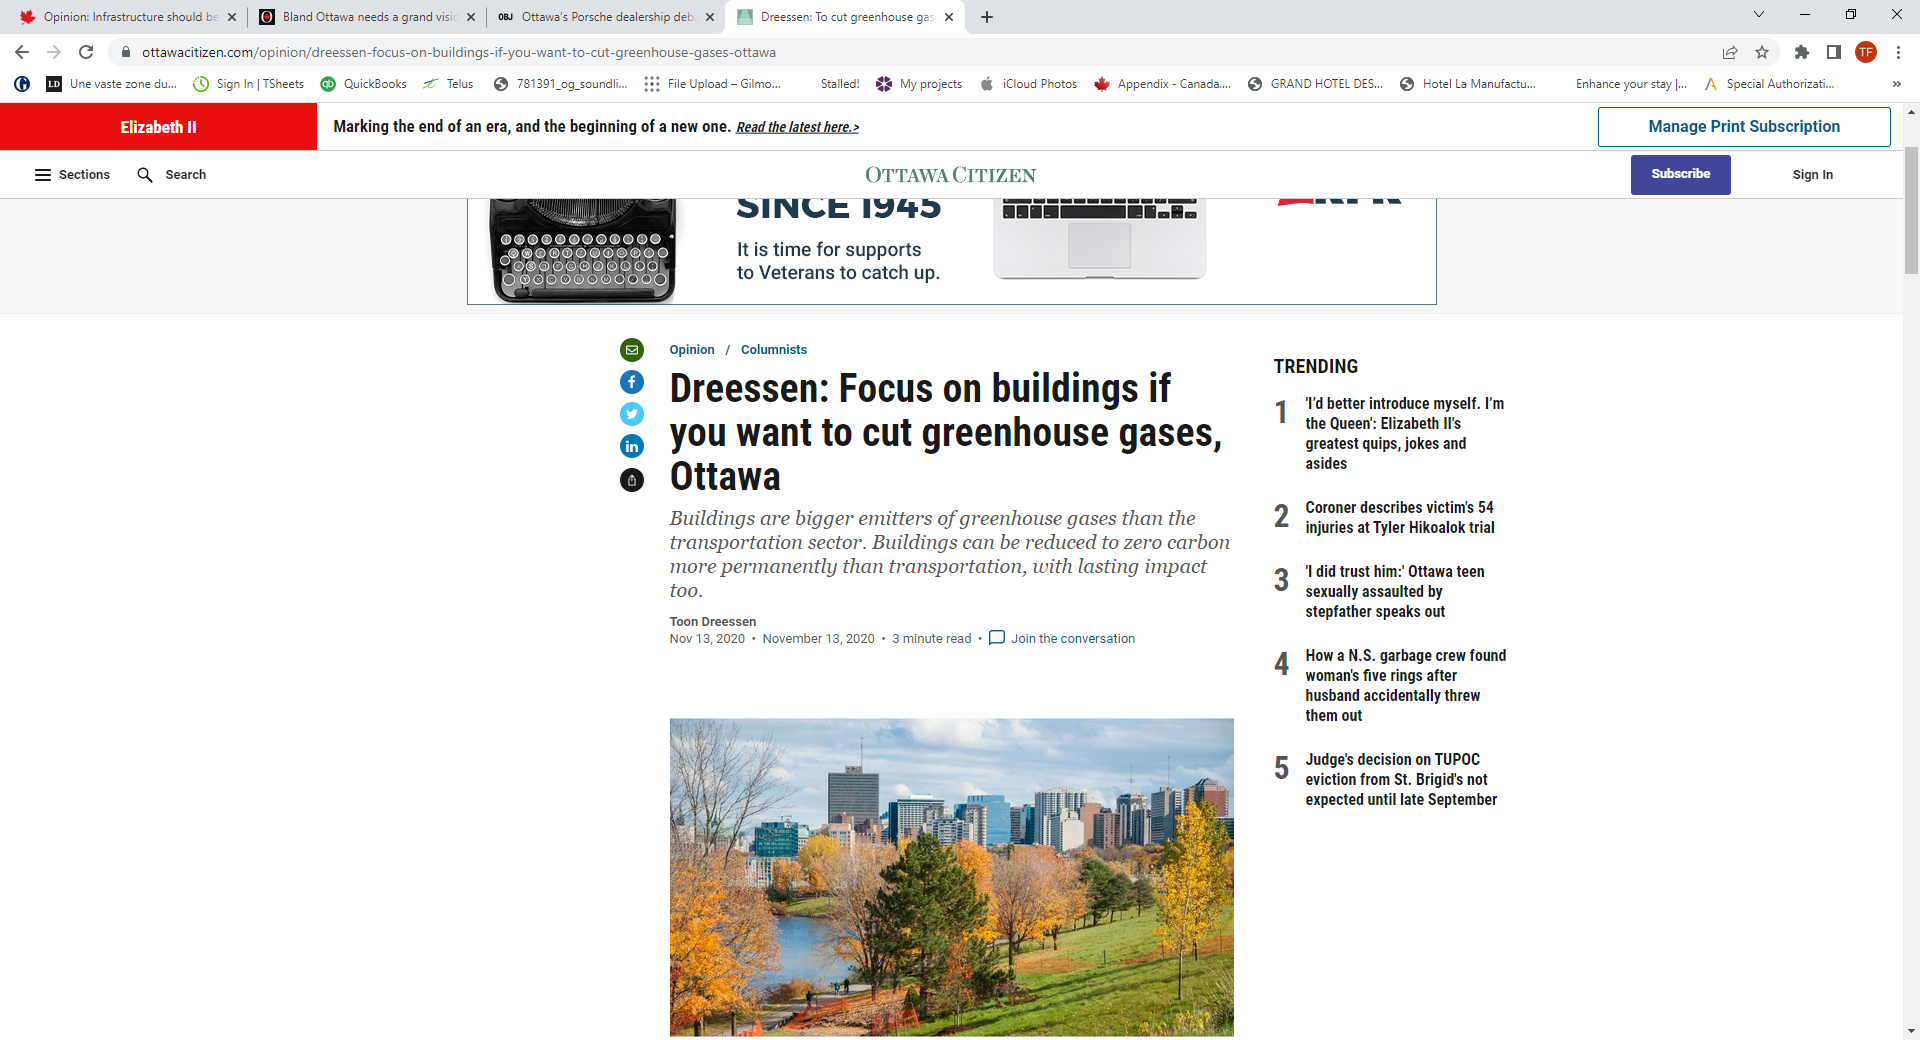 Opinion: Infrastructure should be
Bland Ottawa needs a grand visio
OBJ Ottawa's Porsche dealership deb
Dreessen: To cut greenhouse gas
ottawacitizen.com/opinion/dreessen-focus-on-buildings-if-you-want-to-cut-greenhouse-gases-ottawa
TF
LD Une vaste zone du...
Sign In | TSheets
qb QuickBooks
Telus
781391_og_soundli...
File Upload – Gilmo...
Stalled!
My projects
iCloud Photos
Appendix - Canada....
GRAND HOTEL DES...
Hotel La Manufactu...
Enhance your stay |...
Special Authorizati...
»
Elizabeth II
Marking the end of an era, and the beginning of a new one. Read the latest here.>
Manage Print Subscription
Sections
Search
OTTAWA CITIZEN
Subscribe
Sign In
SINCE 1945
It is time for supports
to Veterans to catch up.
Opinion / Columnists
Dreessen: Focus on buildings if
you want to cut greenhouse gases,
Ottawa
Buildings are bigger emitters of greenhouse gases than the
transportation sector. Buildings can be reduced to zero carbon
more permanently than transportation, with lasting impact
too.
Toon Dreessen
Nov 13, 2020 • November 13, 2020 • 3 minute read • Join the conversation
TRENDING
1 'I'd better introduce myself. I'm
the Queen': Elizabeth II's
greatest quips, jokes and
asides
2 Coroner describes victim's 54
injuries at Tyler Hikoalok trial
3 'I did trust him:' Ottawa teen
sexually assaulted by
stepfather speaks out
4 How a N.S. garbage crew found
woman's five rings after
husband accidentally threw
them out
5 Judge's decision on TUPOC
eviction from St. Brigid's not
expected until late September